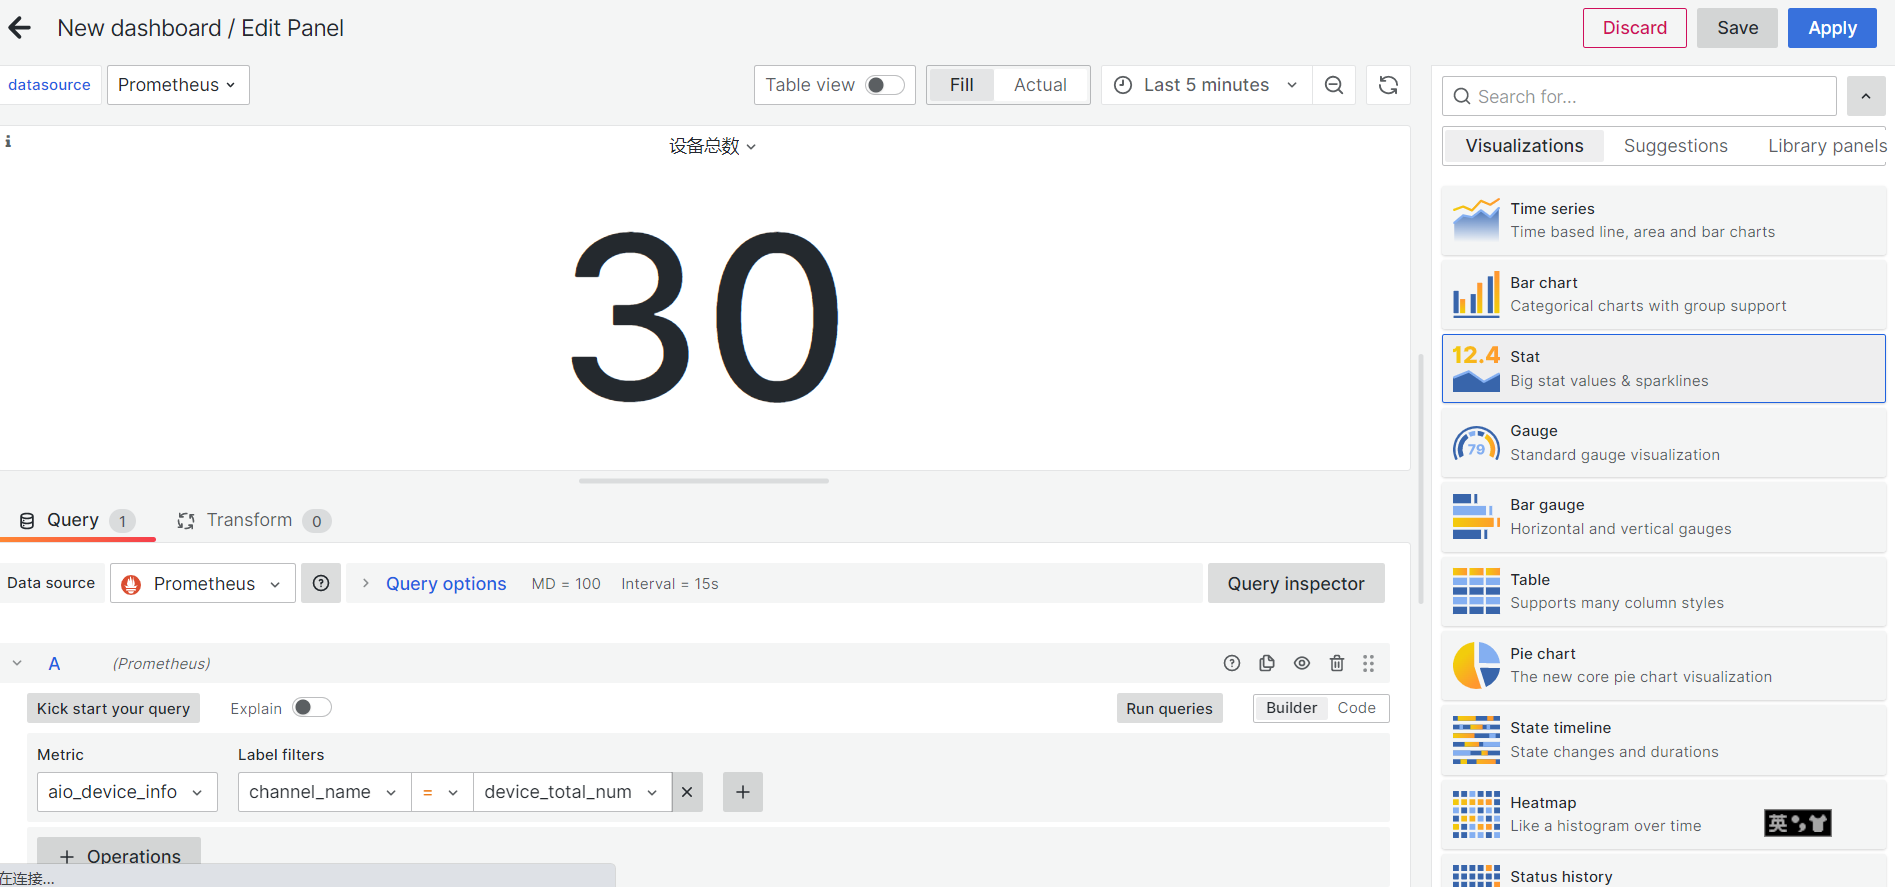 New dashboard / Edit Panel
Discard Save Apply
datasource Prometheus
Table view Fill Actual Last 5 minutes
Search for...
Visualizations Suggestions Library panels
设备总数
30
Time series
Time based line, area and bar charts
Bar chart
Categorical charts with group support
12.4 Stat
Big stat values & sparklines
79 Gauge
Standard gauge visualization
Bar gauge
Horizontal and vertical gauges
Table
Supports many column styles
Pie chart
The new core pie chart visualization
State timeline
State changes and durations
Heatmap
Like a histogram over time
英
Status history
Query 1 Transform 0
Data source Prometheus Query options MD = 100 Interval = 15s Query inspector
A (Prometheus)
Kick start your query Explain Run queries Builder Code
Metric Label filters
aio_device_info channel_name = device_total_num
+ Operations
在连接...